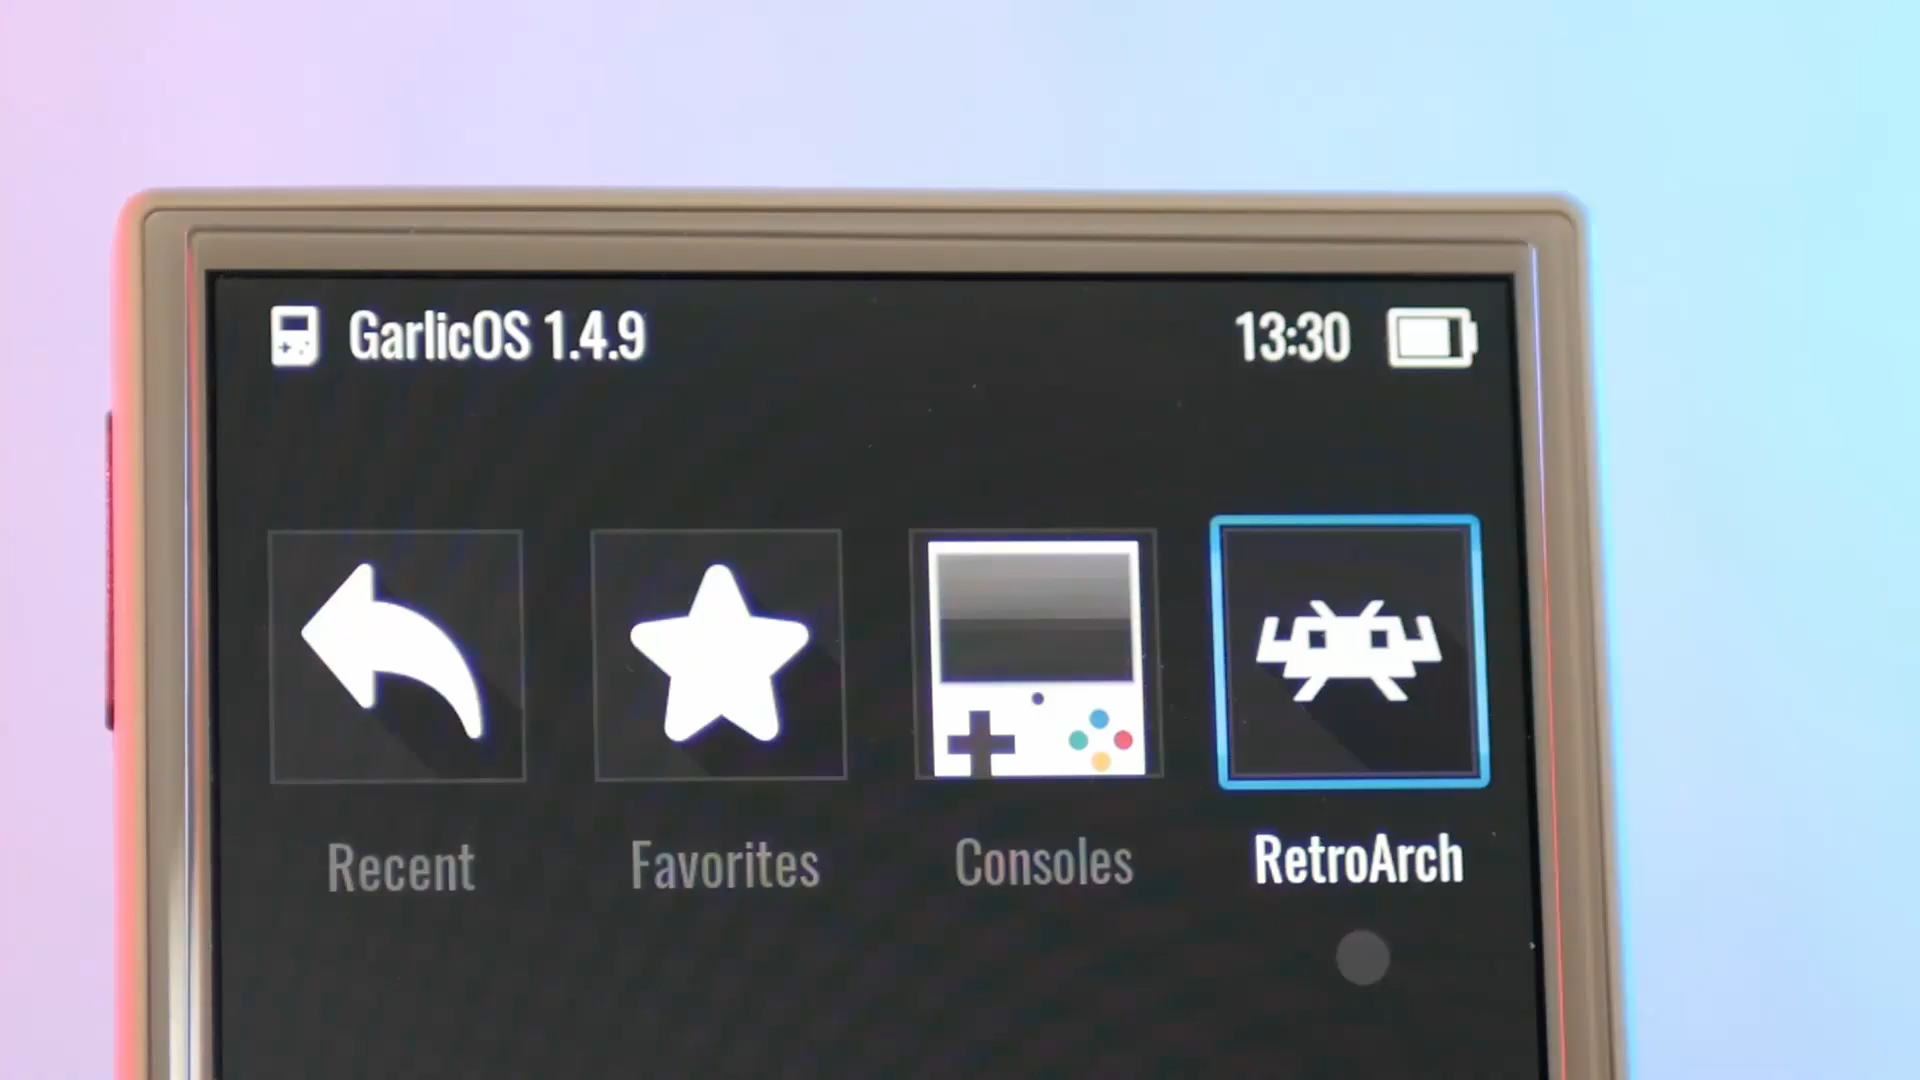 GarlicOS 1.4.9
13:30
Recent
Favorites
Consoles
RetroArch